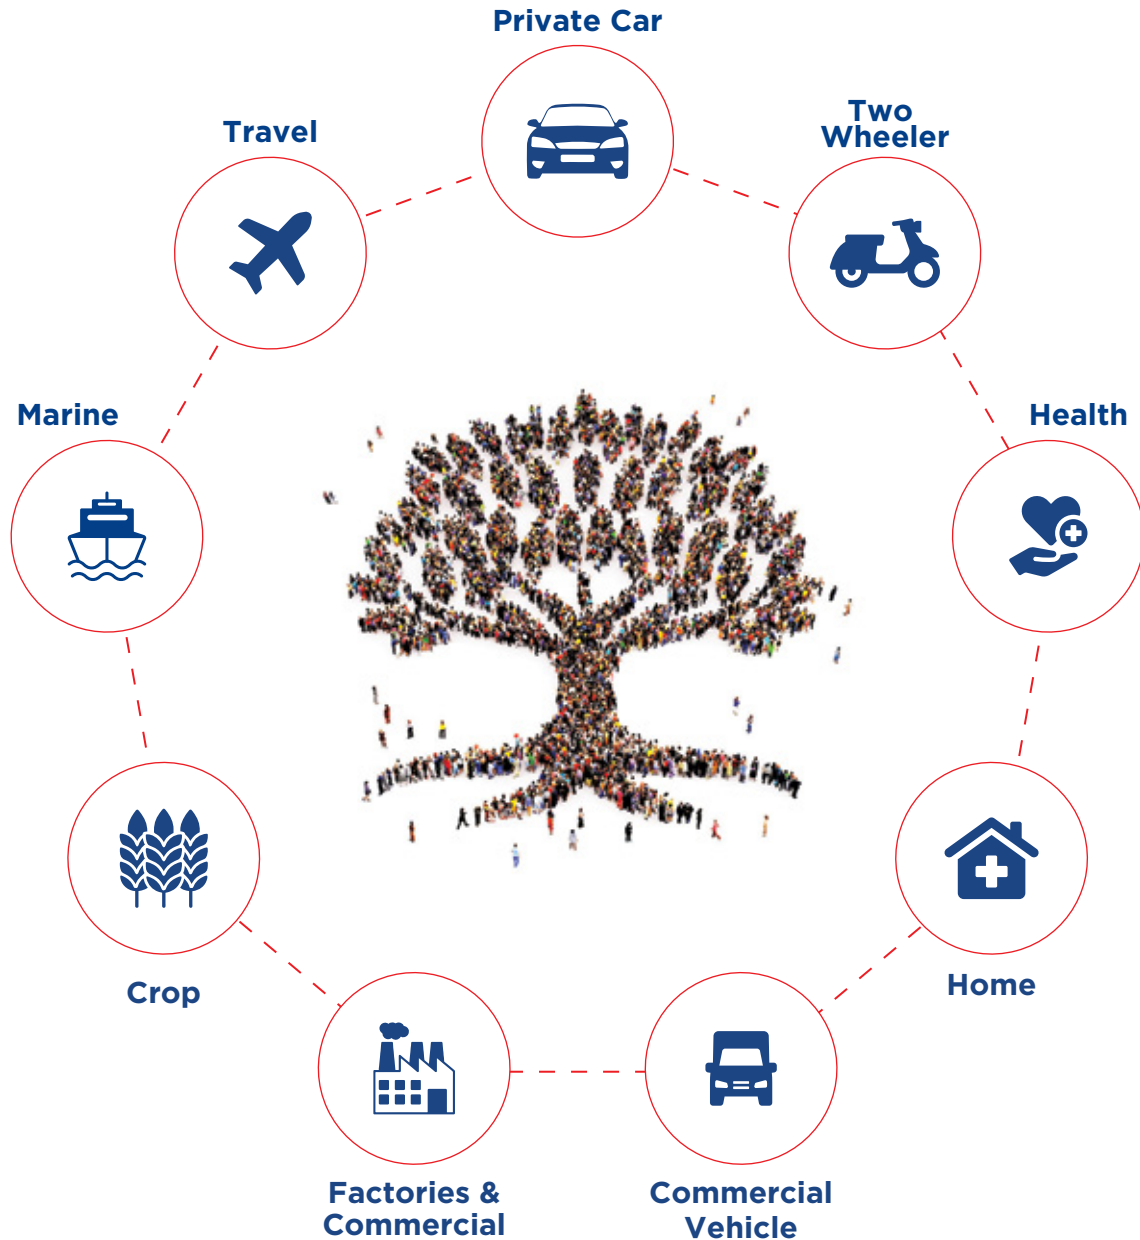 Private Car
Two
Wheeler
Travel
Health
Marine
Home
Crop
Factories &
Commercial
Commercial
Vehicle